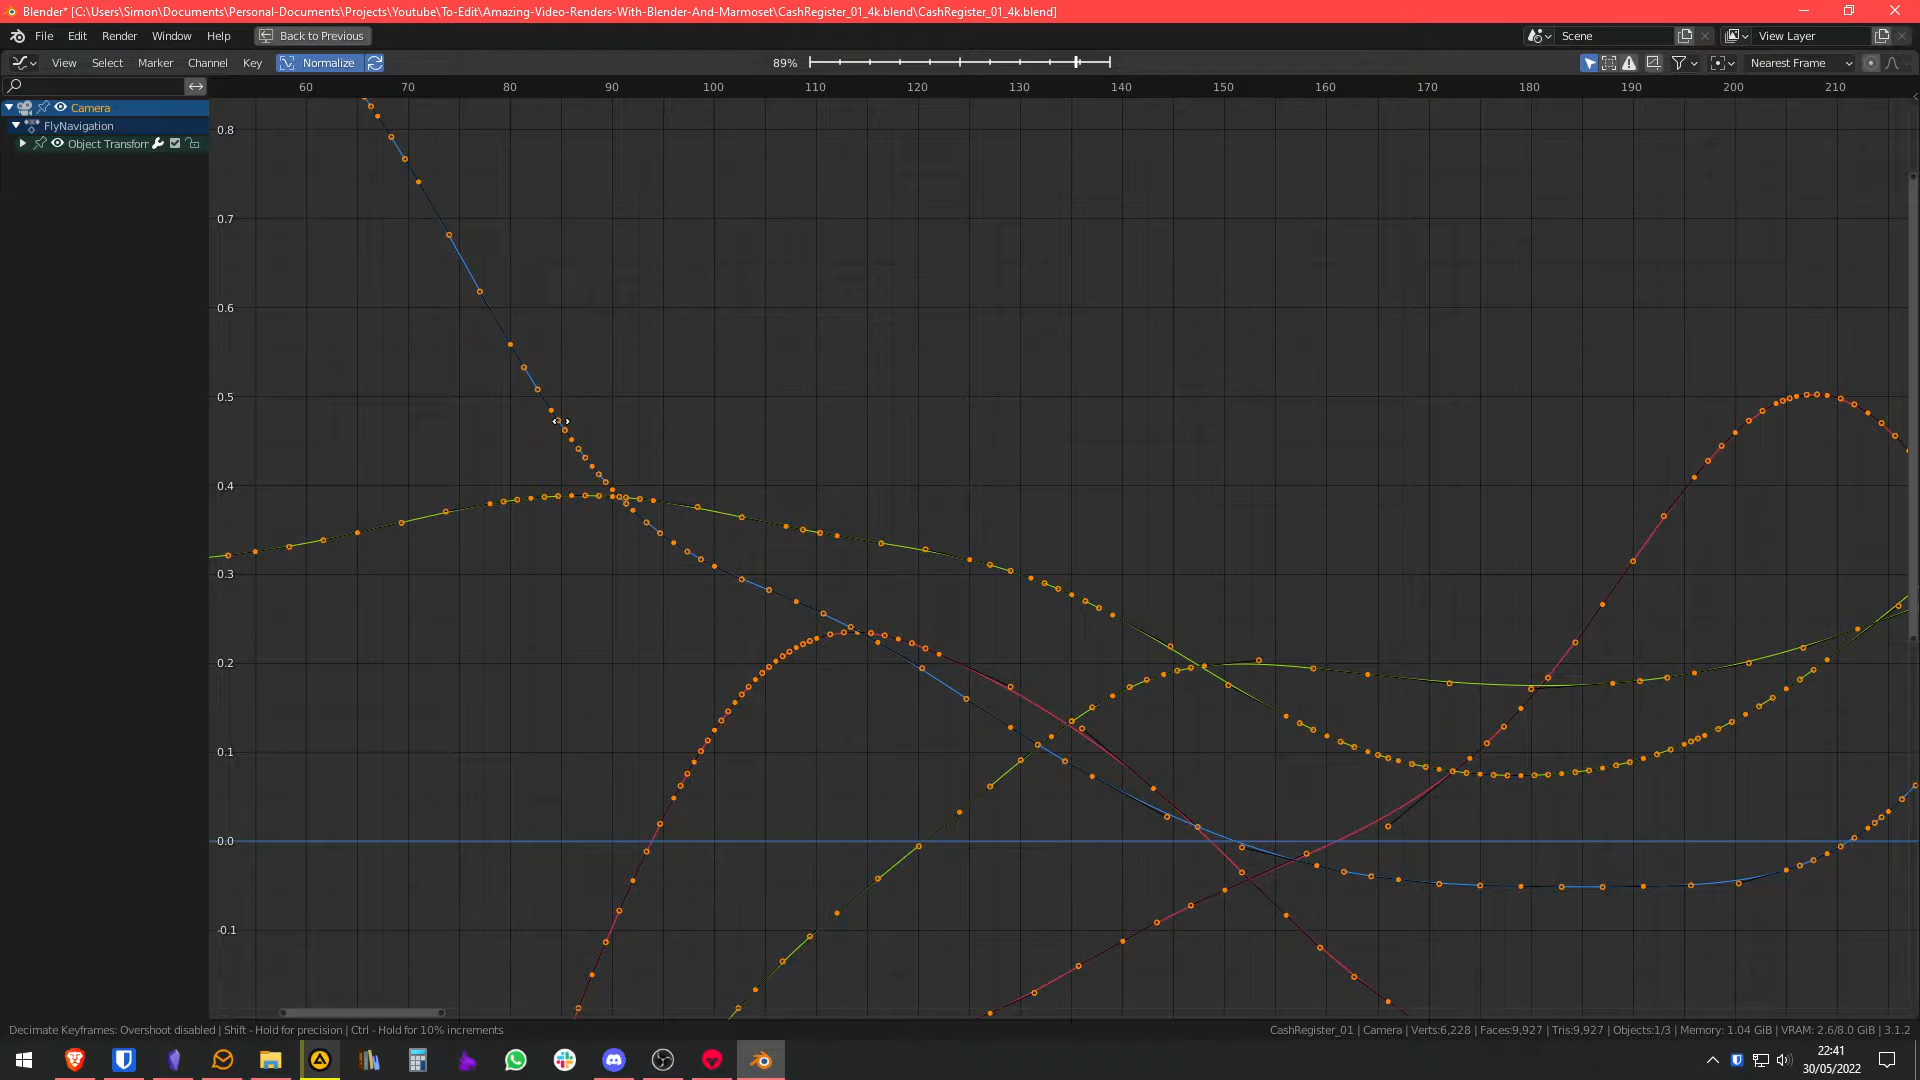 Blender* [C:\Users\Simon\Documents\Personal-Documents\Projects\Youtube\To-Edit\Amazing-Video-Renders-With-Blender-And-Marmoset\CashRegister_01_4k.blend\CashRegister_01_4k.blend]
File Edit Render Window Help Back to Previous Scene View Layer
View Select Marker Channel Key Normalize 89% Nearest Frame
60 70 80 90 100 110 120 130 140 150 160 170 180 190 200 210
Camera
FlyNavigation
Object Transforr
0.8
0.7
0.6
0.5
0.4
0.3
0.2
0.1
0.0
-0.1
Decimate Keyframes: Overshoot disabled | Shift - Hold for precision | Ctrl - Hold for 10% increments
CashRegister_01 | Camera | Verts:6,228 | Faces:9,927 | Tris:9,927 | Objects:1/3 | Memory: 1.04 GiB | VRAM: 2.6/8.0 GiB | 3.1.2
22:41
30/05/2022